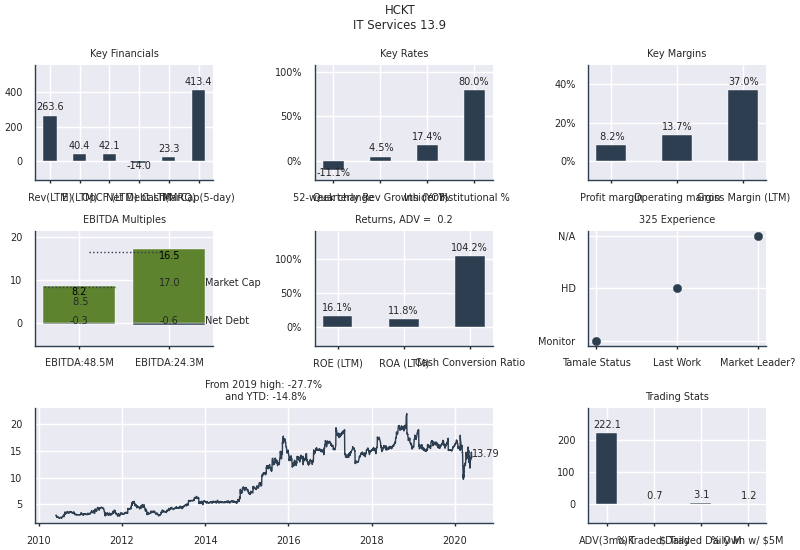 HCKT
IT Services 13.9
Key Financials
400
200
0
263.6
40.4
42.1
-14.0
23.3
413.4
Key Rates
100%
50%
0%
-11.1%
4.5%
17.4%
80.0%
Institutional %
Key Margins
40%
20%
0%
8.2%
13.7%
37.0%
Profit margin
Operating margin
Gross Margin (LTM)
EBITDA Multiples
20
10
0
8.2
8.5
-0.3
16.5
17.0
-0.6
Market Cap
Net Debt
EBITDA:48.5M
EBITDA:24.3M
Returns, ADV = 0.2
100%
50%
0%
16.1%
11.8%
104.2%
ROE (LTM)
ROA (LTM)
Cash Conversion Ratio
325 Experience
N/A
HD
Monitor
Tamale Status
Last Work
Market Leader?
From 2019 high: -27.7%
and YTD: -14.8%
20
15
10
5
13.79
2010
2012
2014
2016
2018
2020
Trading Stats
200
100
0
222.1
0.7
3.1
1.2